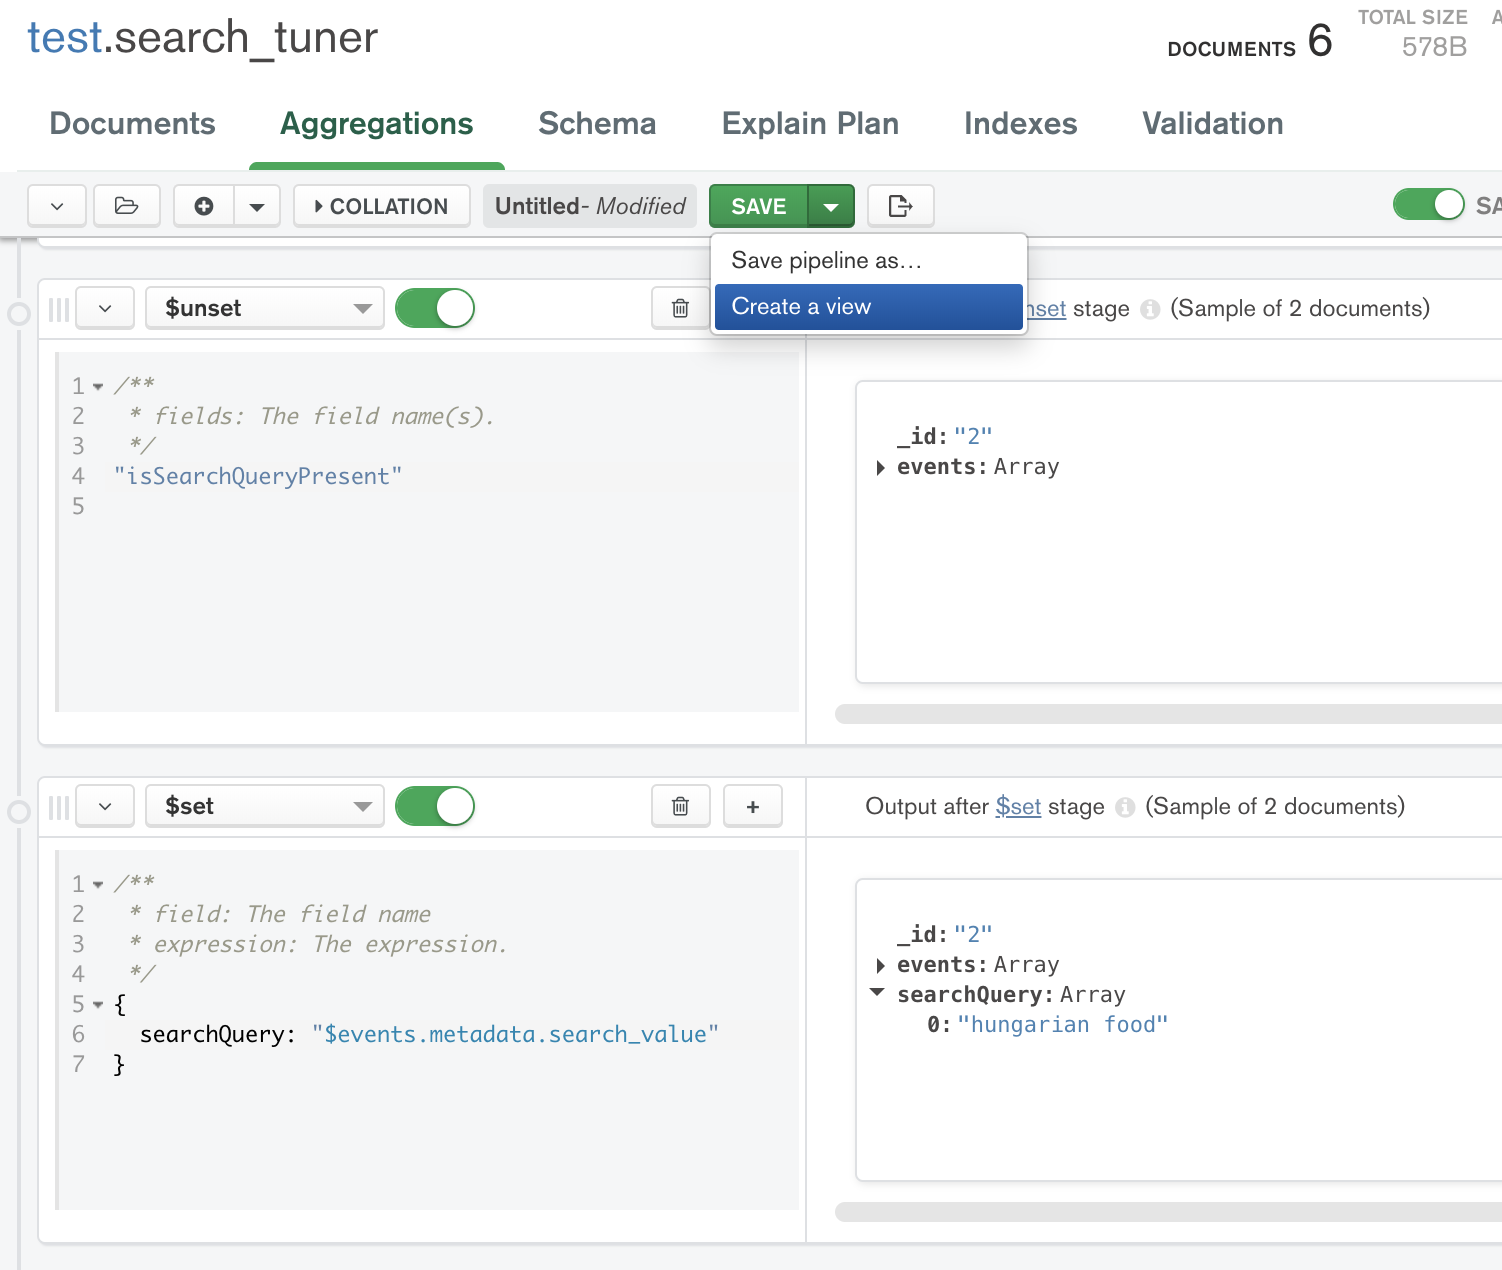 test.search_tuner
DOCUMENTS 6
TOTAL SIZE
578B
Documents
Aggregations
Schema
Explain Plan
Indexes
Validation
COLLATION
Untitled- Modified
SAVE
Save pipeline as...
Create a view
$unset
nset stage (Sample of 2 documents)
1 /**
2 * fields: The field name(s).
3 */
4 "isSearchQueryPresent"
5
_id: "2"
events: Array
$set
+
Output after $set stage (Sample of 2 documents)
1 /**
2 * field: The field name
3 * expression: The expression.
4 */
5 {
6 searchQuery: "$events.metadata.search_value"
7 }
_id: "2"
events: Array
searchQuery: Array
0: "hungarian food"